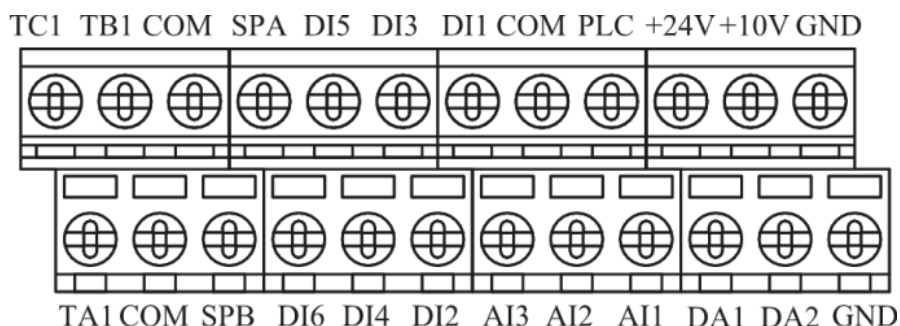 TC1 TB1 COM SPA DI5 DI3 DI1 COM PLC +24V +10V GND
TA1 COM SPB DI6 DI4 DI2 AI3 AI2 AI1 DA1 DA2 GND